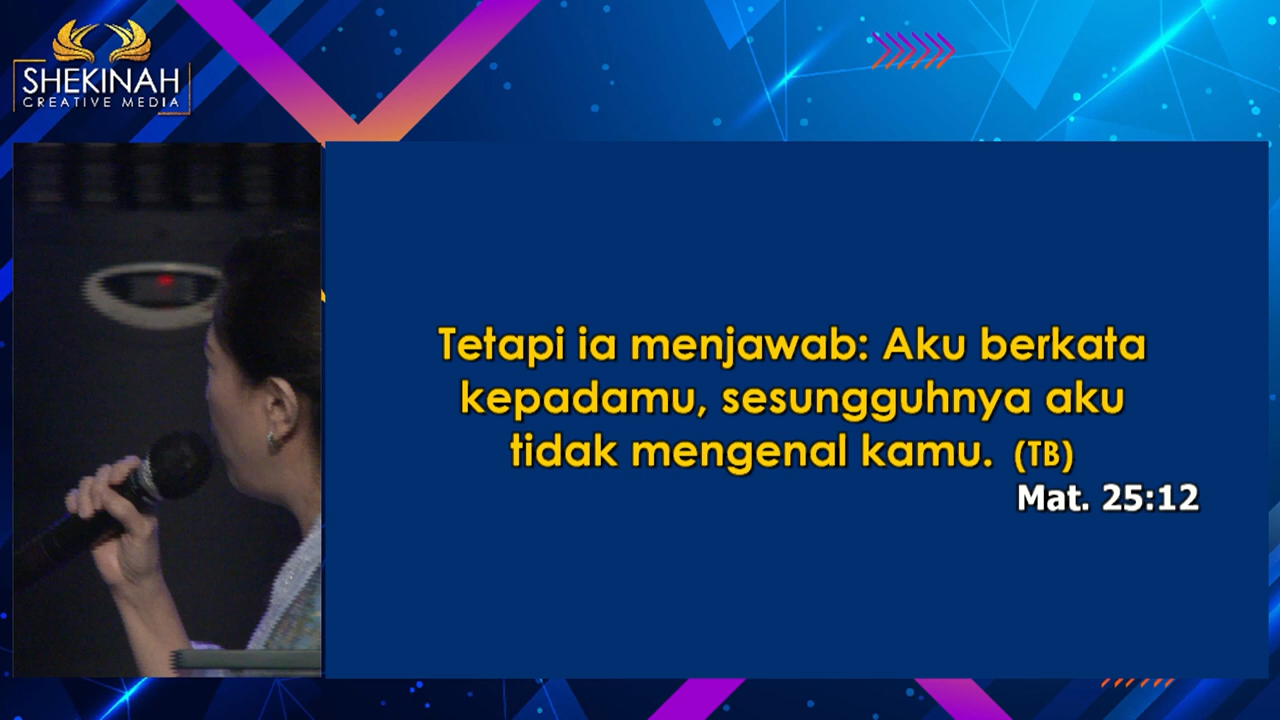 SHEKINAH
CREATIVE MEDIA
Tetapi ia menjawab: Aku berkata
kepadamu, sesungguhnya aku
tidak mengenal kamu. (TB)
Mat. 25:12